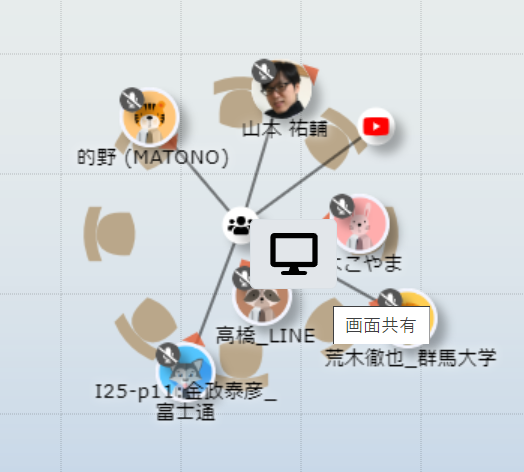 山本 祐輔
的野 (MATONO)
こやま
高橋_LINE
画面共有
荒木徹也_群馬大学
I25-p11:金政泰彦_
富士通